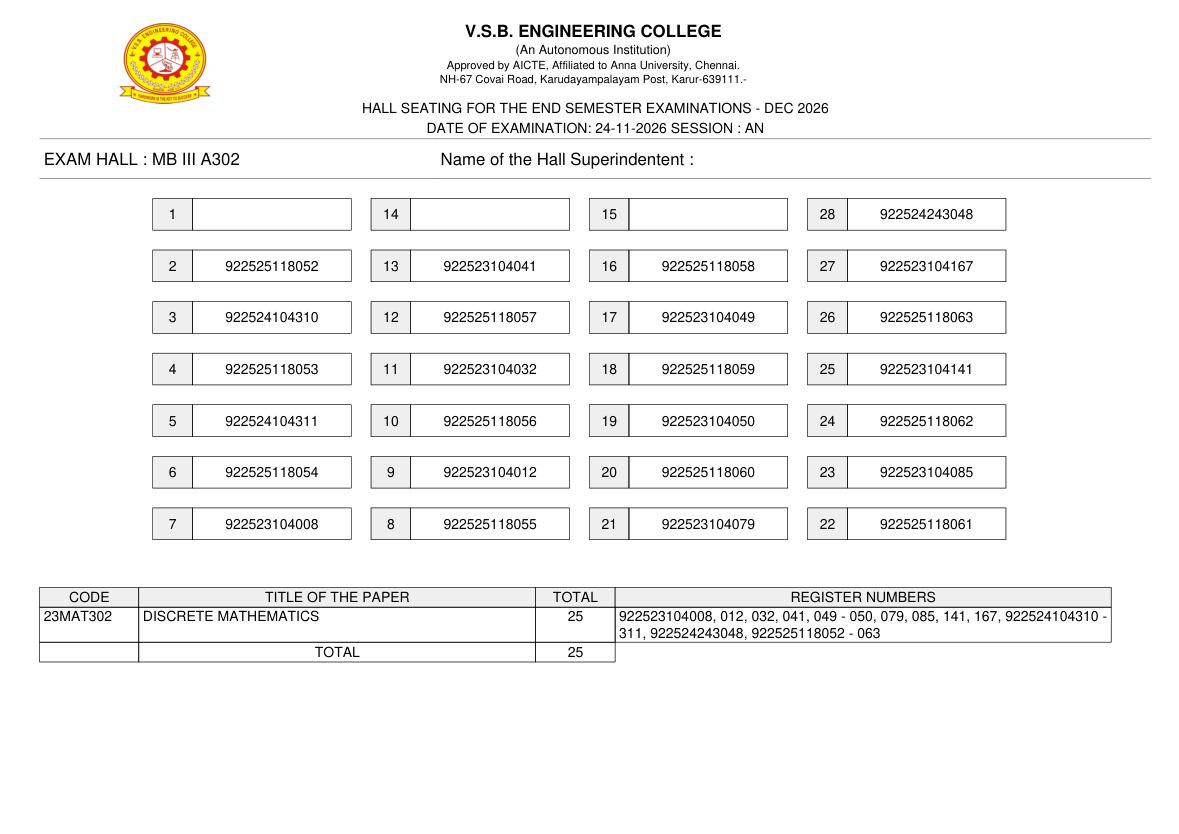 V.S.B. ENGINEERING COLLEGE
(An Autonomous Institution)
Approved by AICTE, Affiliated to Anna University, Chennai.
NH-67 Covai Road, Karudayampalayam Post, Karur-639111.-
HALL SEATING FOR THE END SEMESTER EXAMINATIONS - DEC 2026
DATE OF EXAMINATION: 24-11-2026 SESSION : AN
EXAM HALL : MB III A302 Name of the Hall Superintendent :
1 14 15 28 922524243048
2 922525118052 13 922523104041 16 922525118058 27 922523104167
3 922524104310 12 922525118057 17 922523104049 26 922525118063
4 922525118053 11 922523104032 18 922525118059 25 922523104141
5 922524104311 10 922525118056 19 922523104050 24 922525118062
6 922525118054 9 922523104012 20 922525118060 23 922523104085
7 922523104008 8 922525118055 21 922523104079 22 922525118061
CODE TITLE OF THE PAPER TOTAL REGISTER NUMBERS
23MAT302 DISCRETE MATHEMATICS 25 922523104008, 012, 032, 041, 049 - 050, 079, 085, 141, 167, 922524104310 -
311, 922524243048, 922525118052 - 063
TOTAL 25